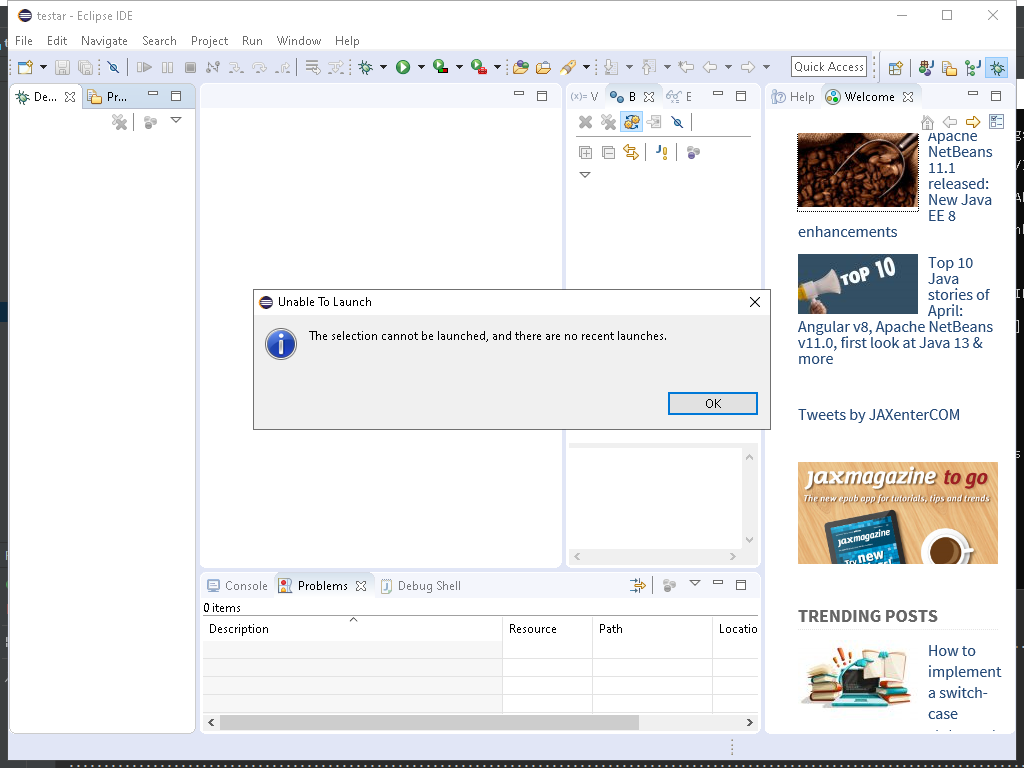 testar - Eclipse IDE
File Edit Navigate Search Project Run Window Help
Quick Access
De...
Pr...
(x)= V
B
E
Help
Welcome
Apache
NetBeans
11.1
released:
New Java
EE 8
enhancements
TOP 10
Top 10
Java
stories of
April:
Angular v8, Apache NetBeans
v11.0, first look at Java 13 &
more
Unable To Launch
The selection cannot be launched, and there are no recent launches.
OK
Tweets by JAXenterCOM
jaxmagazine to go
The new epub app for tutorials, tips and trends
jaxmagazine
new
TRENDING POSTS
How to
implement
a switch-
case
Console
Problems
Debug Shell
0 items
Description Resource Path Locatio